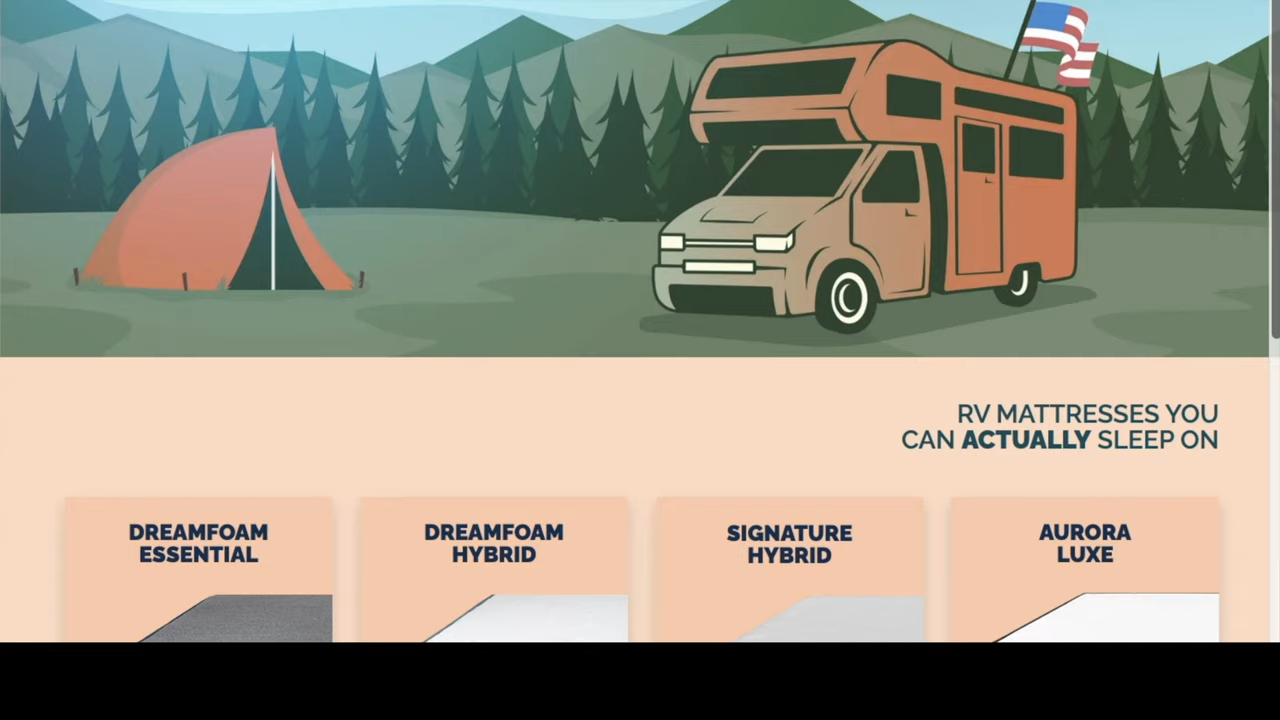 RV MATTRESSES YOU
CAN ACTUALLY SLEEP ON
DREAMFOAM
ESSENTIAL
DREAMFOAM
HYBRID
SIGNATURE
HYBRID
AURORA
LUXE